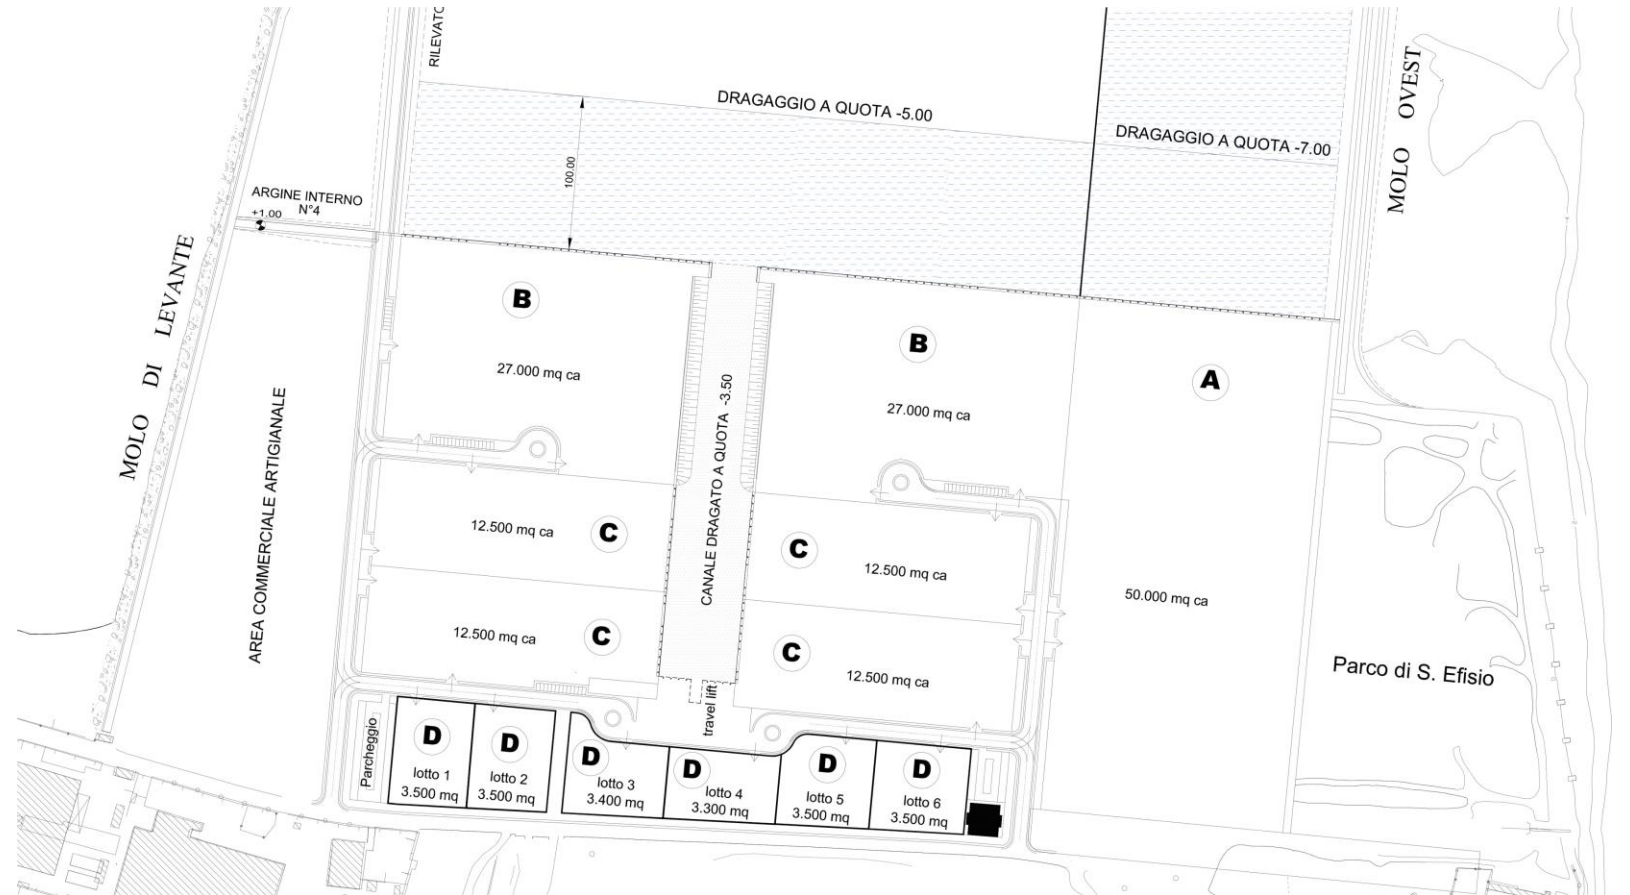 RILEVATO
DRAGAGGIO A QUOTA -5.00
DRAGAGGIO A QUOTA -7.00
MOLO OVEST
100.00
ARGINE INTERNO
N°4
+1.00
MOLO DI LEVANTE
B
27.000 mq ca
B
27.000 mq ca
A
50.000 mq ca
CANALE DRAGATO A QUOTA -3.50
AREA COMMERCIALE ARTIGIANALE
12.500 mq ca
C
C
12.500 mq ca
12.500 mq ca
C
C
12.500 mq ca
Parco di S. Efisio
travel lift
Parcheggio
D
lotto 1
3.500 mq
D
lotto 2
3.500 mq
D
lotto 3
3.400 mq
D
lotto 4
3.300 mq
D
lotto 5
3.500 mq
D
lotto 6
3.500 mq